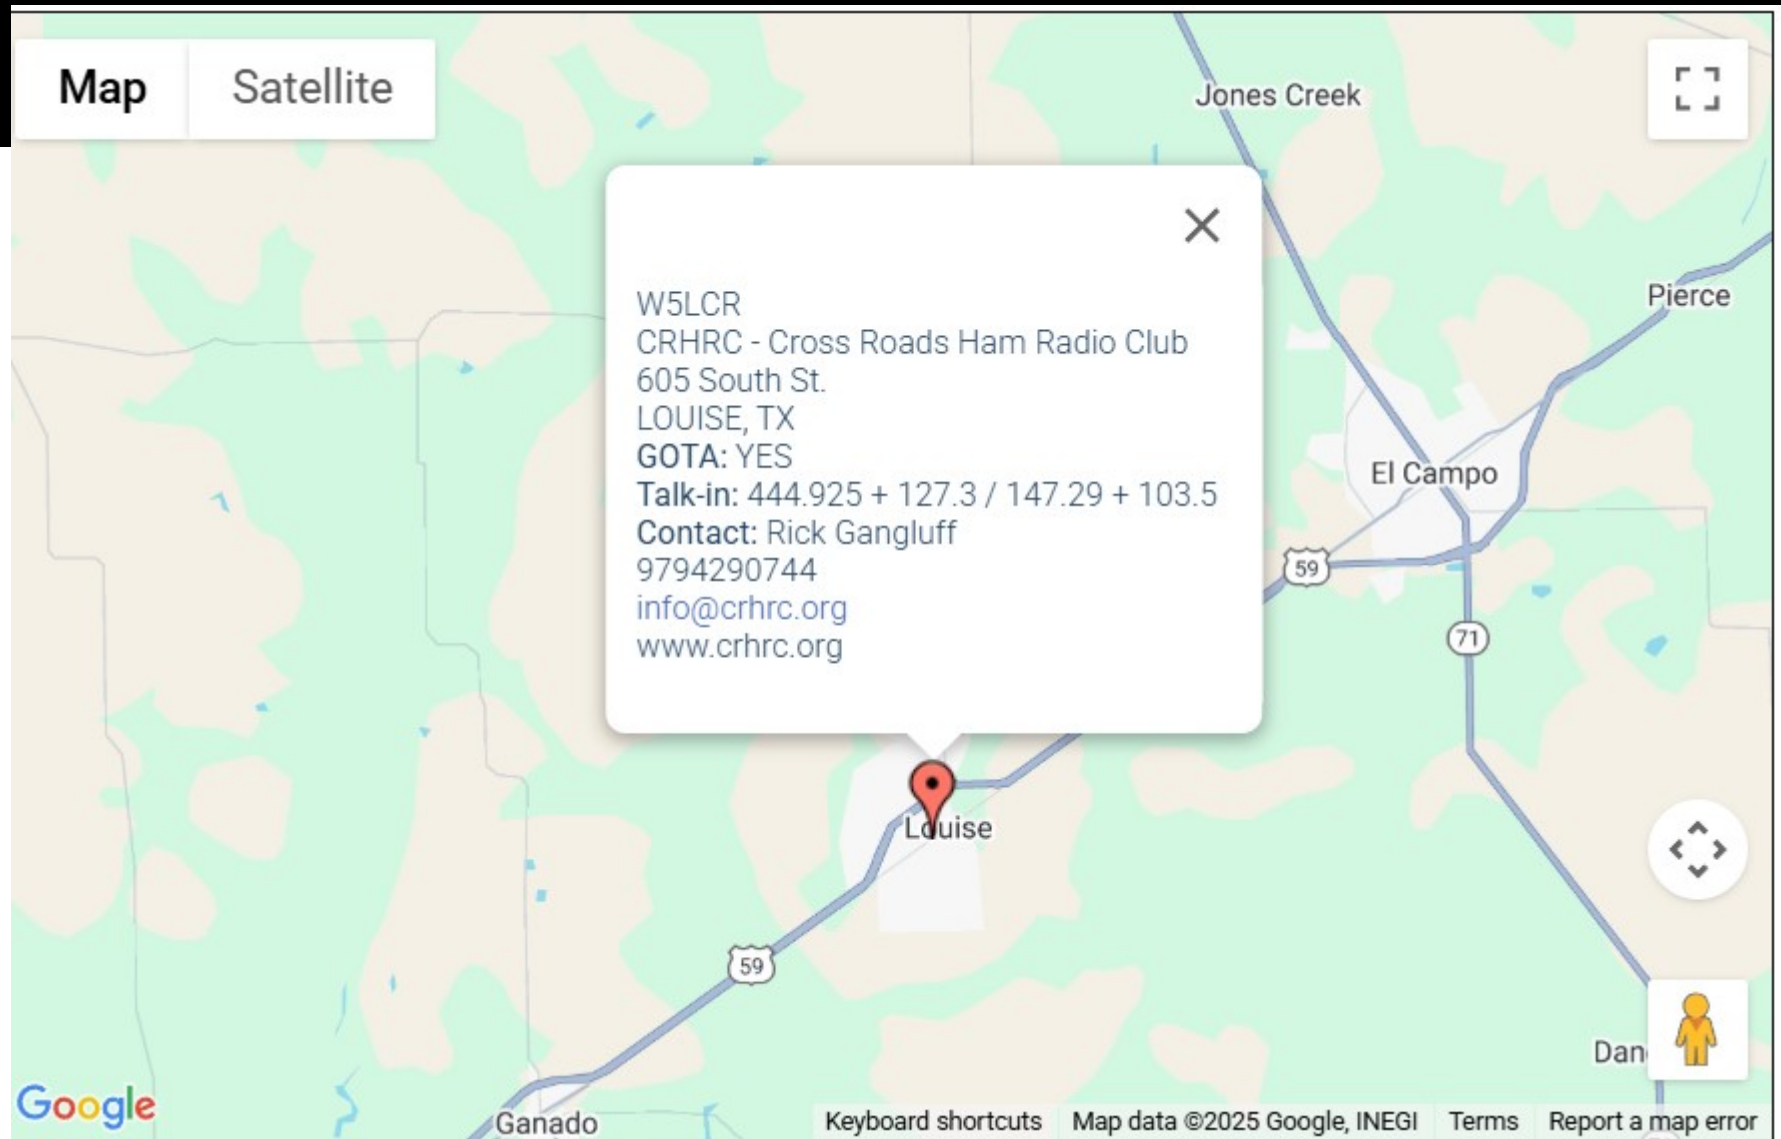 Map Satellite
Jones Creek
Pierce
W5LCR
CRHRC - Cross Roads Ham Radio Club
605 South St.
LOUISE, TX
GOTA: YES
Talk-in: 444.925 + 127.3 / 147.29 + 103.5
Contact: Rick Gangluff
9794290744
info@crhrc.org
www.crhrc.org
El Campo
59
71
Louise
59
Dan
Ganado
Google
Keyboard shortcuts Map data ©2025 Google, INEGI Terms Report a map error